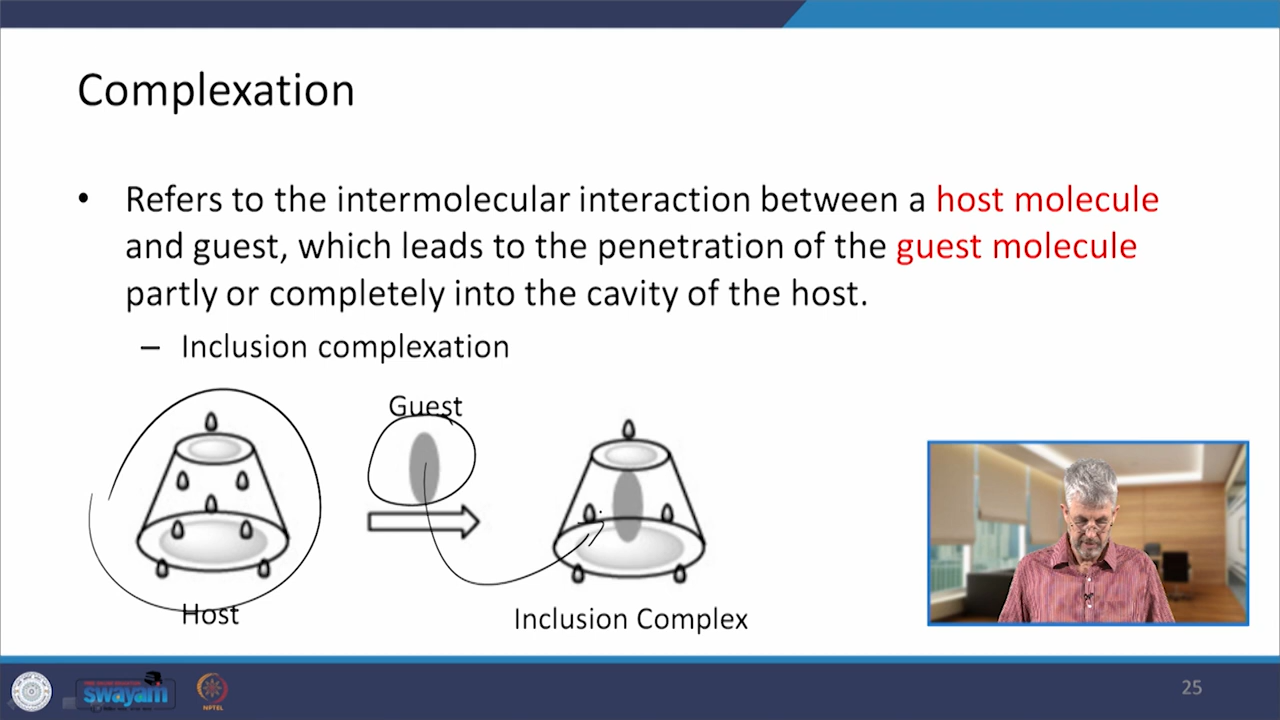 Complexation
• Refers to the intermolecular interaction between a host molecule
and guest, which leads to the penetration of the guest molecule
partly or completely into the cavity of the host.
– Inclusion complexation
Guest
Host
Inclusion Complex
swayam
NPTEL
25